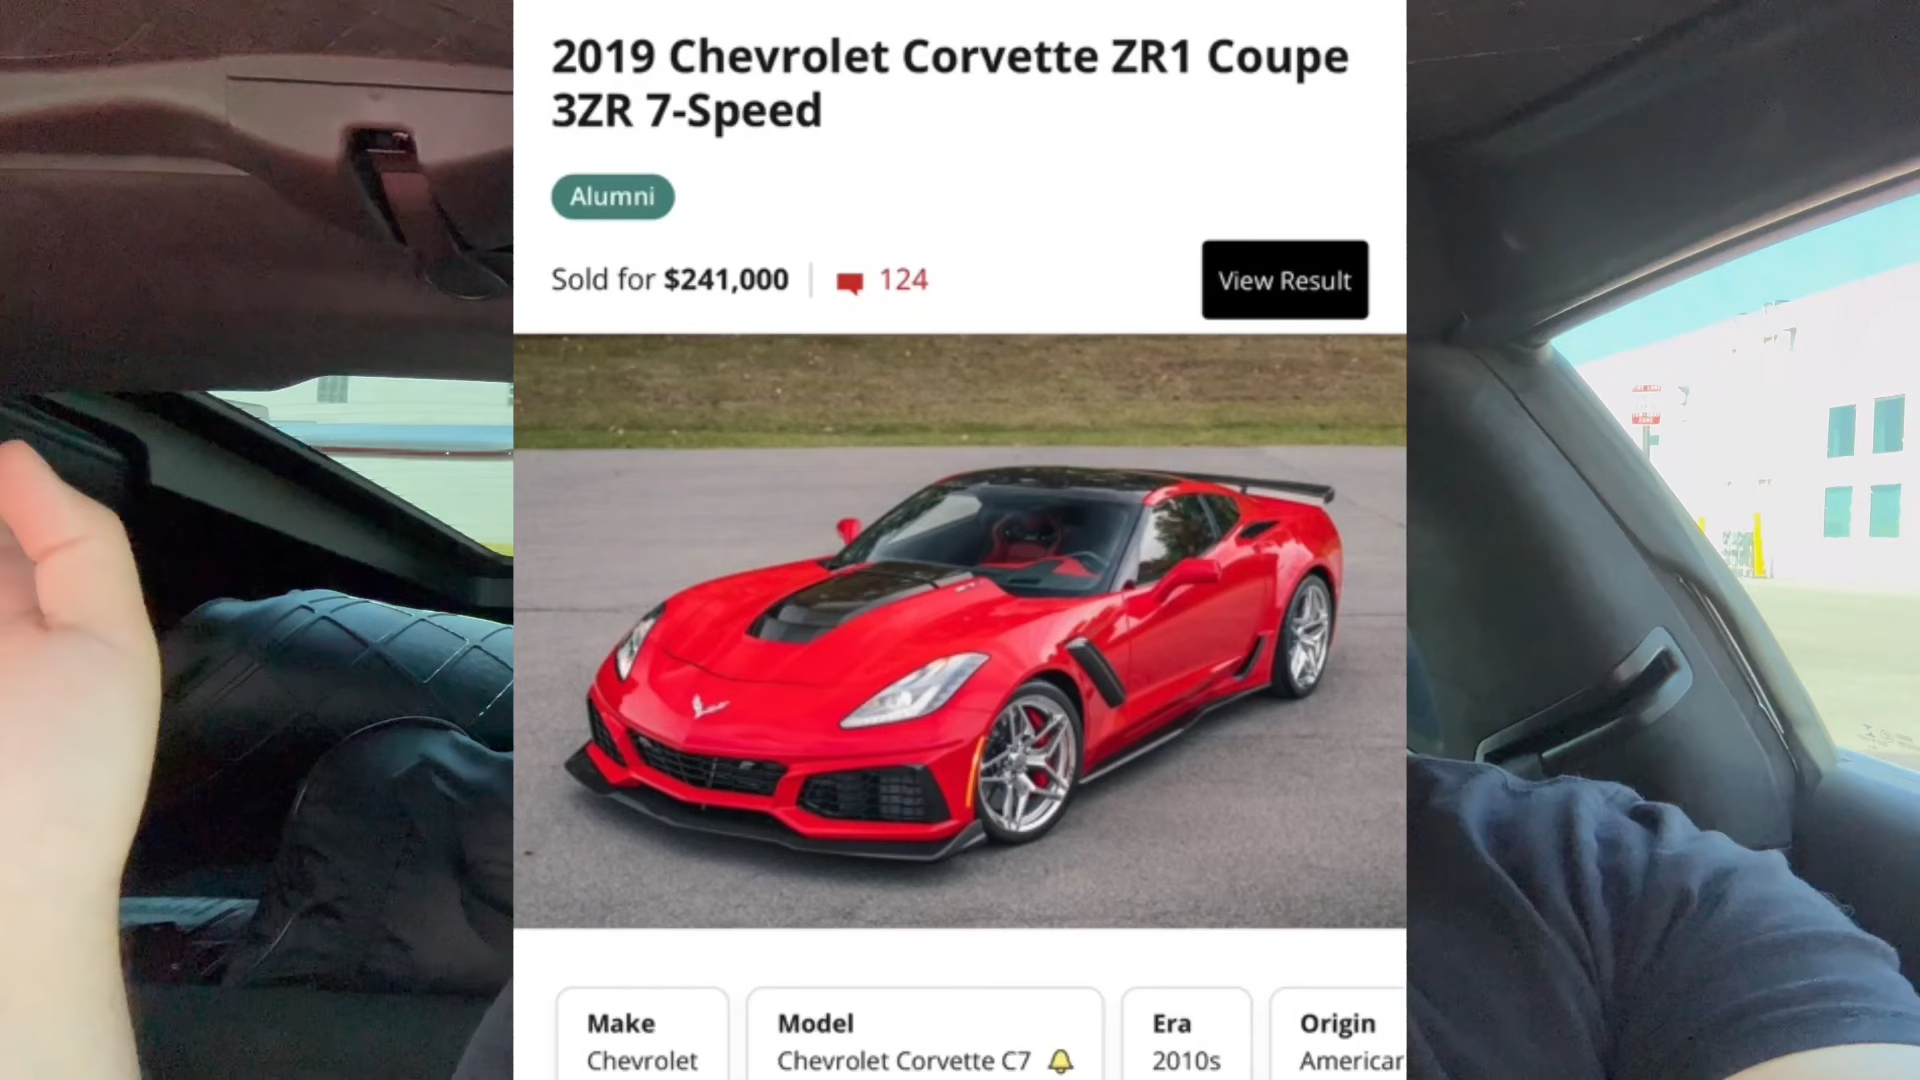 2019 Chevrolet Corvette ZR1 Coupe
3ZR 7-Speed
Alumni
Sold for $241,000
124
View Result
Make
Chevrolet
Model
Chevrolet Corvette C7
Era
2010s
Origin
American